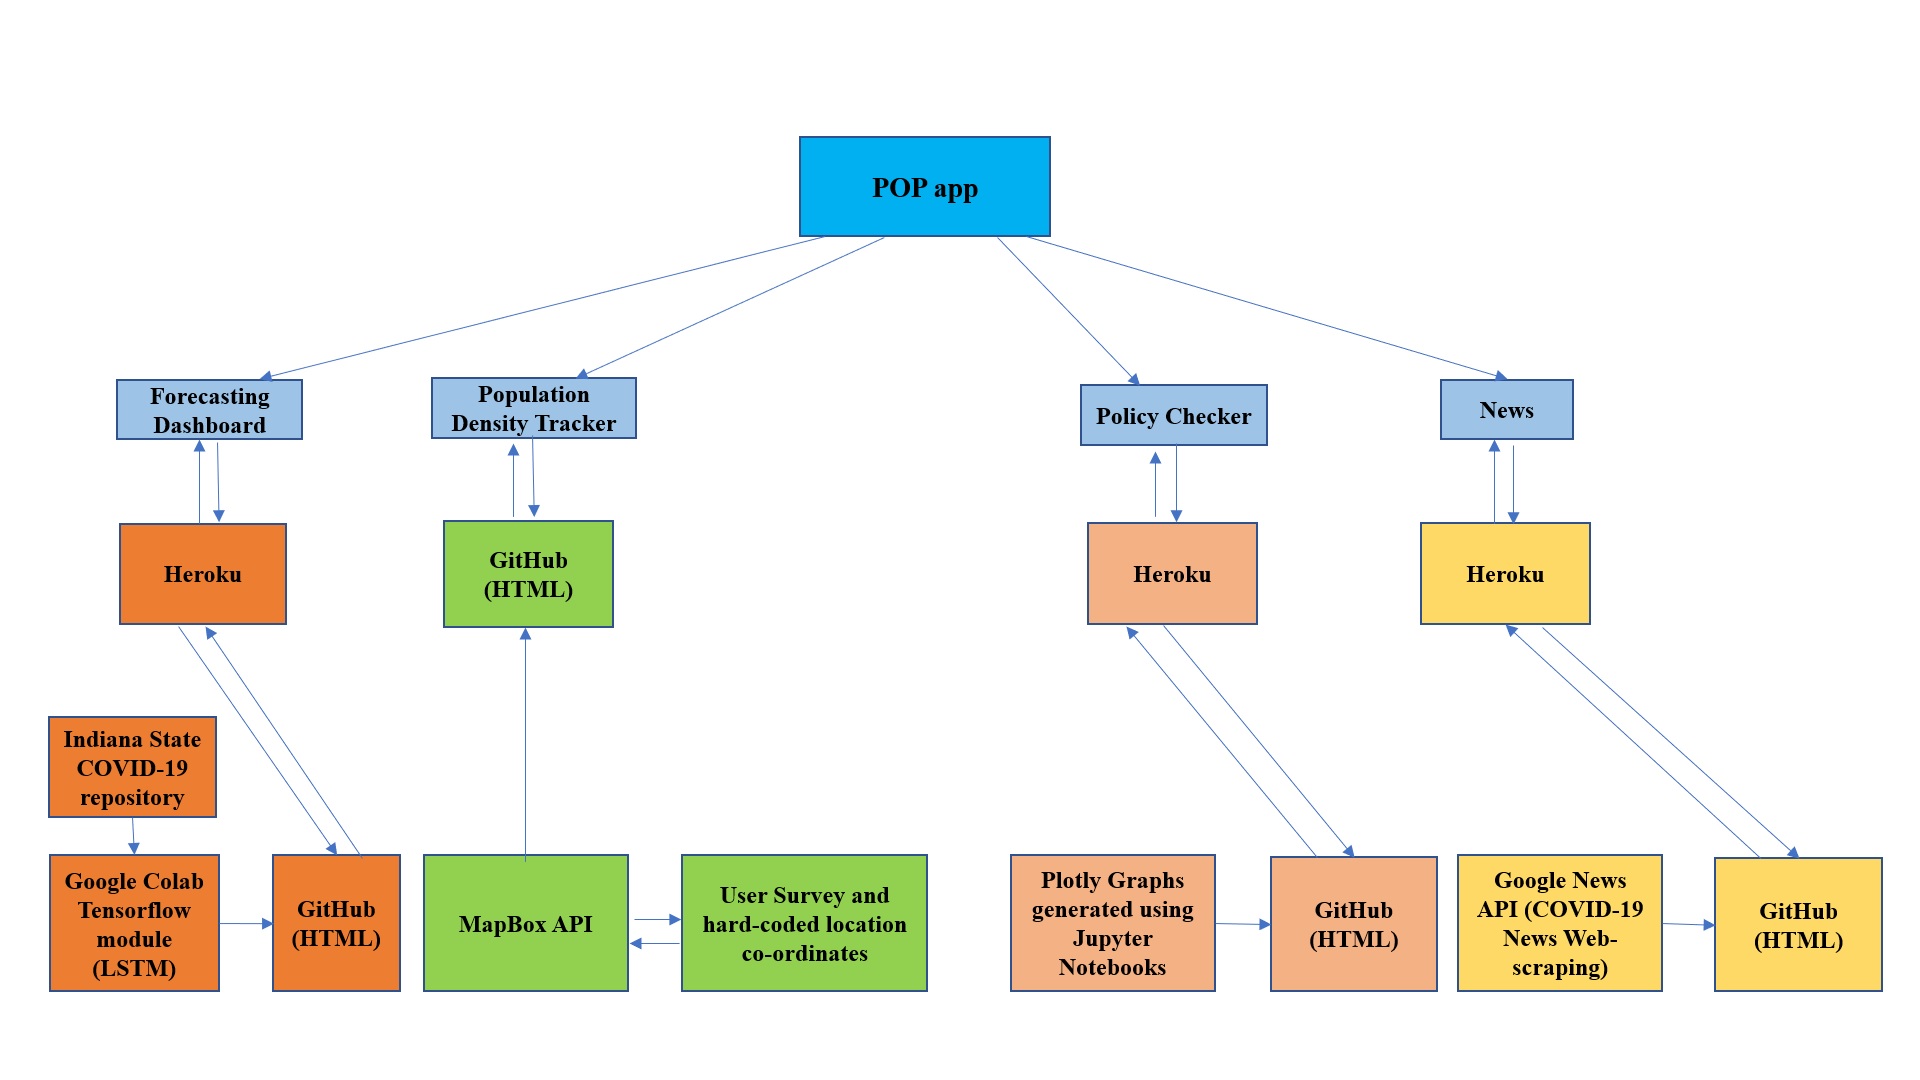 POP app
Forecasting
Dashboard
Population
Density Tracker
Policy Checker
News
Heroku
GitHub
(HTML)
Heroku
Heroku
Indiana State
COVID-19
repository
Google Colab
Tensorflow
module
(LSTM)
GitHub
(HTML)
MapBox API
User Survey and
hard-coded location
co-ordinates
Plotly Graphs
generated using
Jupyter
Notebooks
GitHub
(HTML)
Google News
API (COVID-19
News Web-
scraping)
GitHub
(HTML)